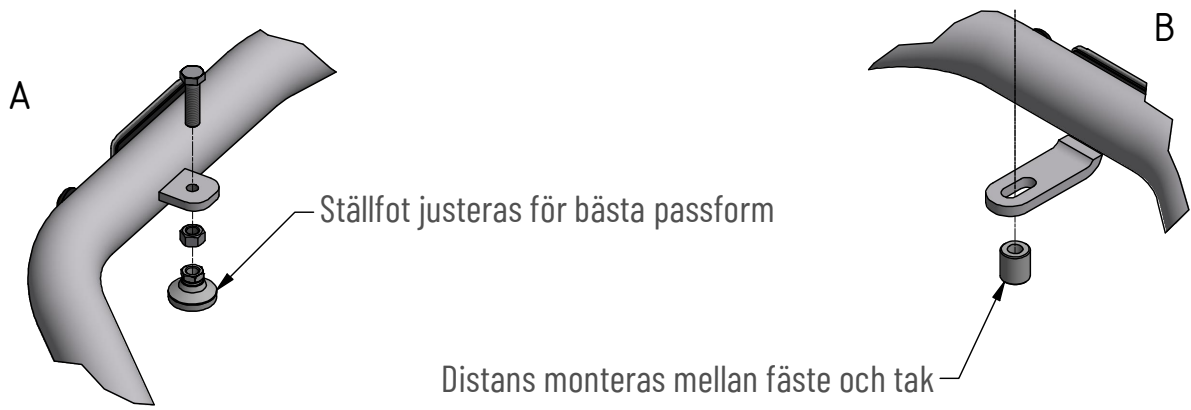 A
B
Ställfot justeras för bästa passform
Distans monteras mellan fäste och tak